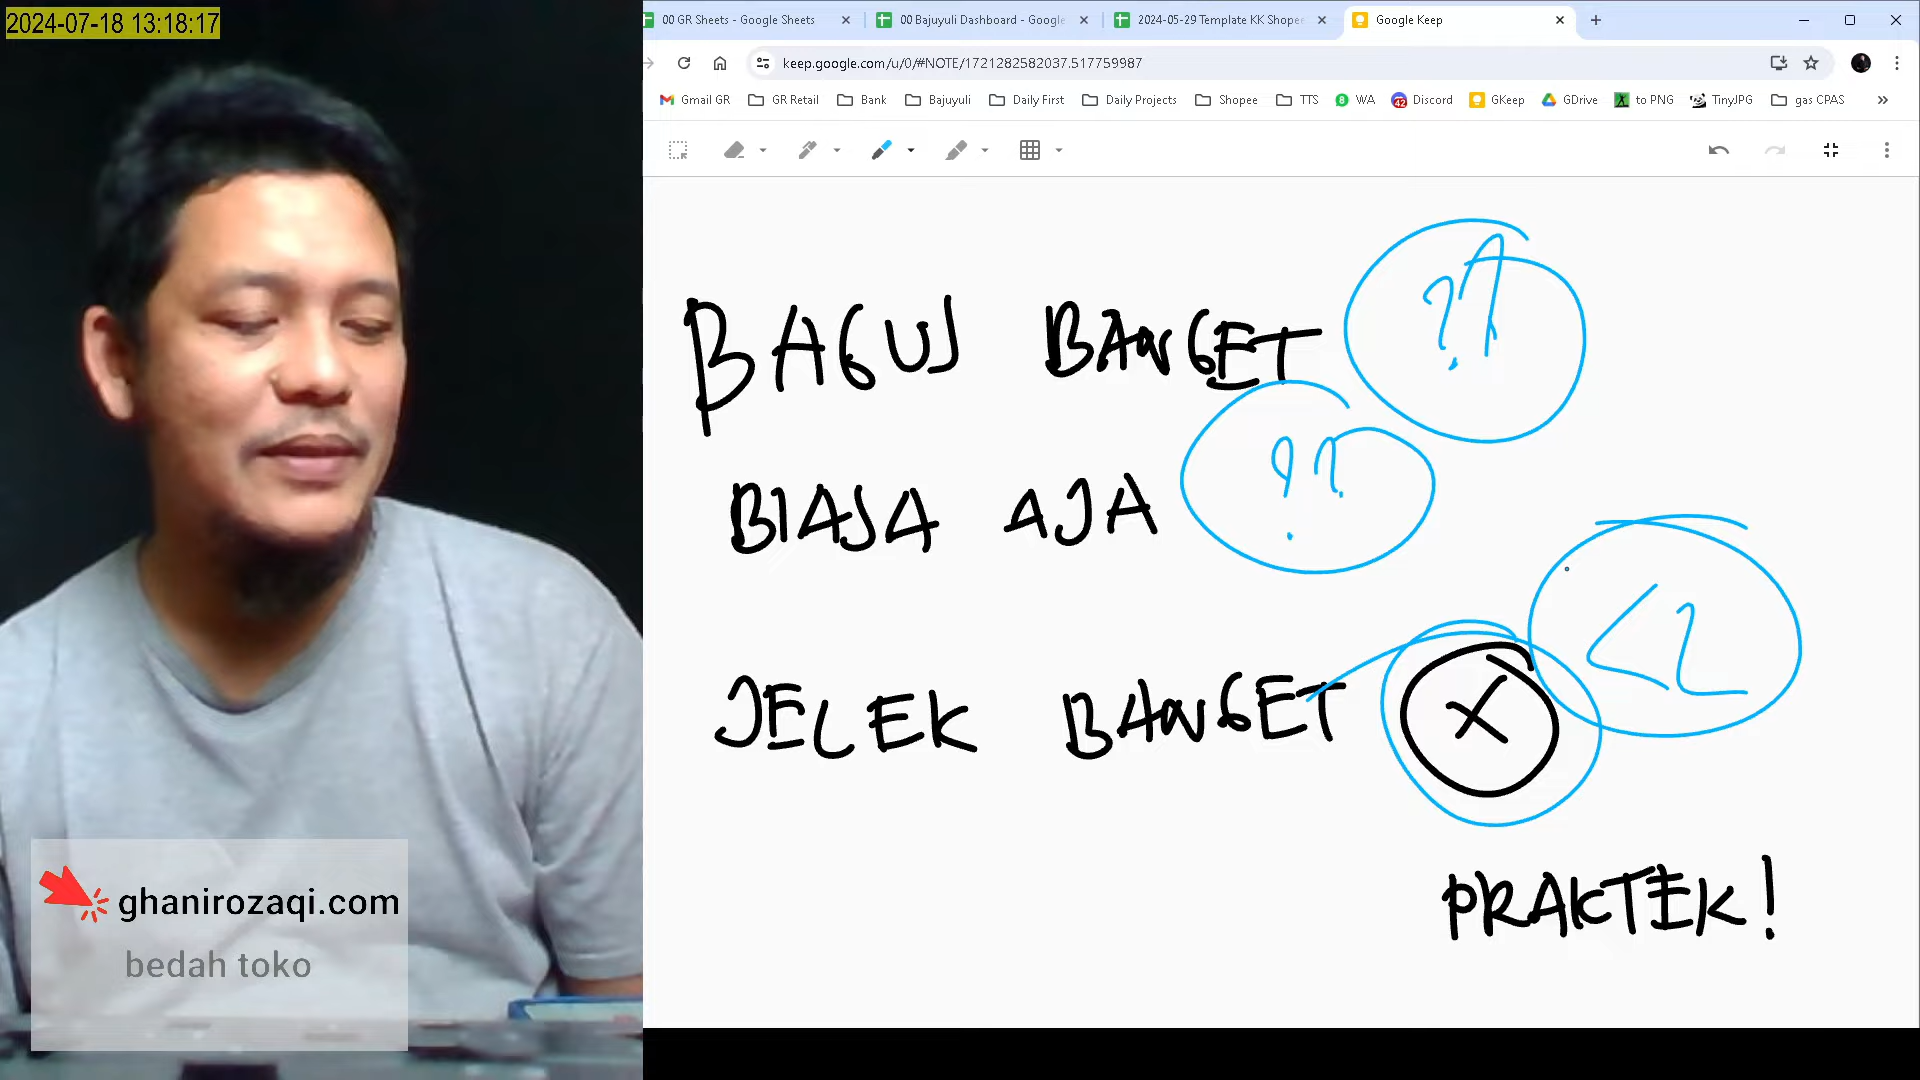 2024-07-18 13:18:17
00 GR Sheets - Google Sheets
00 Bajuyuli Dashboard - Google
2024-05-29 Template KK Shopee
Google Keep
keep.google.com/u/0/#NOTE/1721282582037.517759987
Gmail GR
GR Retail
Bank
Bajuyuli
Daily First
Daily Projects
Shopee
TTS
8 WA
42 Discord
GKeep
GDrive
to PNG
TinyJPG
gas CPAS
BAGUS BANGET ??
BIASA AJA ??
JELEK BANGET X <2
PRAKTEK!
ghanirozaqi.com
bedah toko